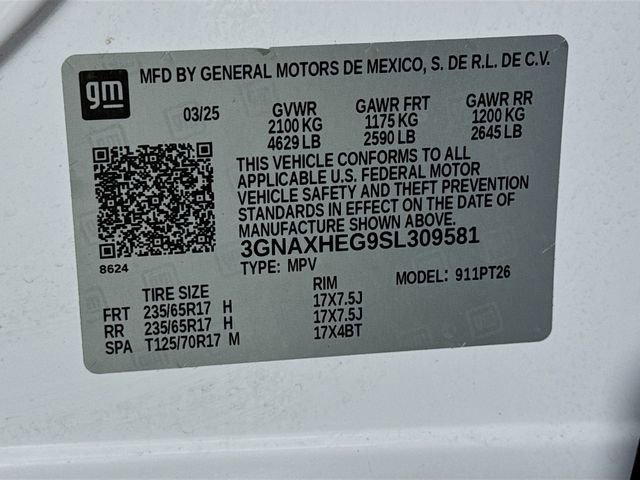 gm
MFD BY GENERAL MOTORS DE MEXICO, S. DE R.L. DE C.V.
03/25 GVWR GAWR FRT GAWR RR
2100 KG 1175 KG 1200 KG
4629 LB 2590 LB 2645 LB
THIS VEHICLE CONFORMS TO ALL
APPLICABLE U.S. FEDERAL MOTOR
VEHICLE SAFETY AND THEFT PREVENTION
STANDARDS IN EFFECT ON THE DATE OF
MANUFACTURE SHOWN ABOVE.
3GNAXHEG9SL309581
8624 TYPE: MPV MODEL: 911PT26
TIRE SIZE RIM
FRT 235/65R17 H 17X7.5J
RR 235/65R17 H 17X7.5J
SPA T125/70R17 M 17X4BT